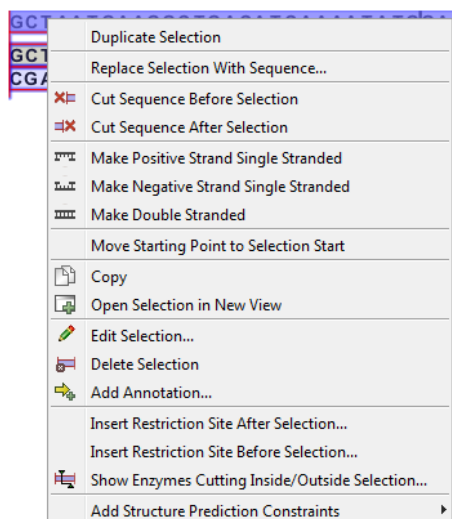 GCT
GCT
CGA
Duplicate Selection
Replace Selection With Sequence...
Cut Sequence Before Selection
Cut Sequence After Selection
Make Positive Strand Single Stranded
Make Negative Strand Single Stranded
Make Double Stranded
Move Starting Point to Selection Start
Copy
Open Selection in New View
Edit Selection...
Delete Selection
Add Annotation...
Insert Restriction Site After Selection...
Insert Restriction Site Before Selection...
Show Enzymes Cutting Inside/Outside Selection...
Add Structure Prediction Constraints